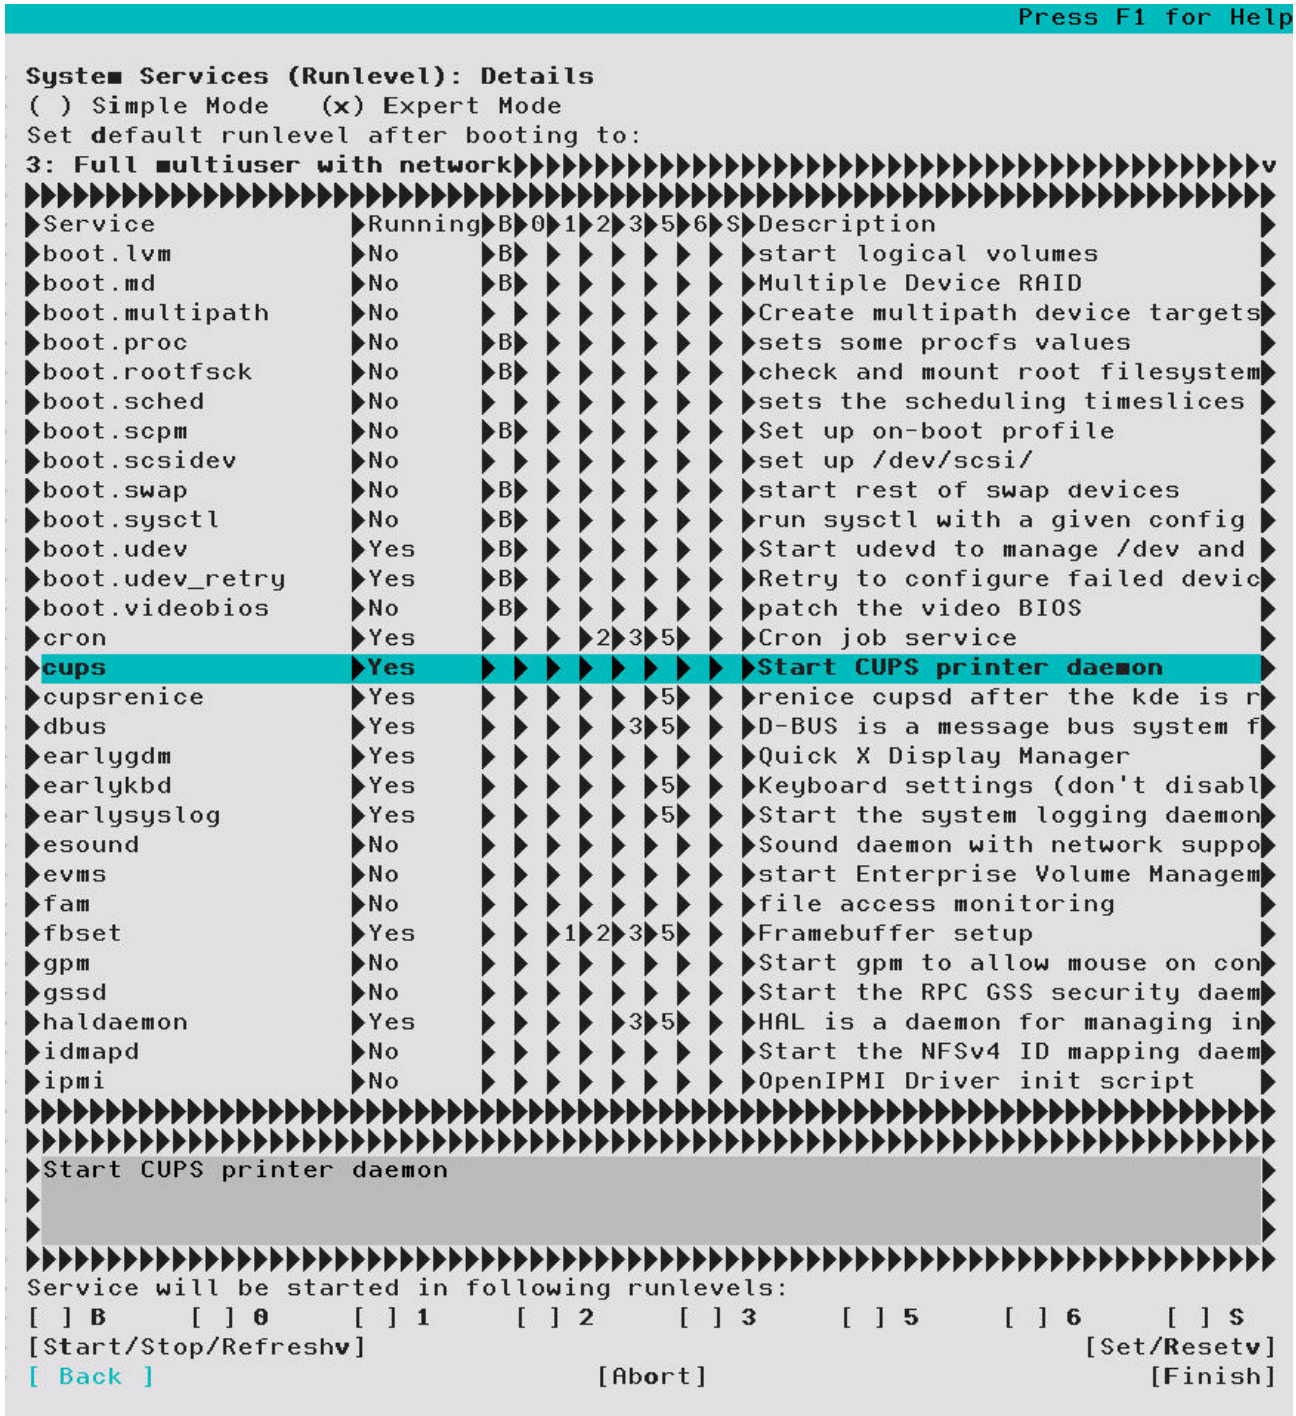 Press F1 for Help
System Services (Runlevel): Details
( ) Simple Mode   (x) Expert Mode
Set default runlevel after booting to:
3: Full multiuser with network v
Service Running B 0 1 2 3 5 6 S Description
boot.lvm No B start logical volumes
boot.md No B Multiple Device RAID
boot.multipath No Create multipath device targets
boot.proc No B sets some procfs values
boot.rootfsck No B check and mount root filesystem
boot.sched No sets the scheduling timeslices
boot.scpm No B Set up on-boot profile
boot.scsidev No set up /dev/scsi/
boot.swap No B start rest of swap devices
boot.sysctl No B run sysctl with a given config
boot.udev Yes B Start udevd to manage /dev and
boot.udev_retry Yes B Retry to configure failed devic
boot.videobios No B patch the video BIOS
cron Yes 2 3 5 Cron job service
cups Yes Start CUPS printer daemon
cupsrenice Yes 5 renice cupsd after the kde is r
dbus Yes 3 5 D-BUS is a message bus system f
earlygdm Yes Quick X Display Manager
earlykbd Yes 5 Keyboard settings (don't disabl
earlysyslog Yes 5 Start the system logging daemon
esound No Sound daemon with network suppo
evms No start Enterprise Volume Managem
fam No file access monitoring
fbset Yes 1 2 3 5 Framebuffer setup
gpm No Start gpm to allow mouse on con
gssd No Start the RPC GSS security daem
haldaemon Yes 3 5 HAL is a daemon for managing in
idmapd No Start the NFSv4 ID mapping daem
ipmi No OpenIPMI Driver init script
Start CUPS printer daemon
Service will be started in following runlevels:
[ ] B   [ ] 0   [ ] 1   [ ] 2   [ ] 3   [ ] 5   [ ] 6   [ ] S
[Start/Stop/Refreshv] [Set/Resetv]
[ Back ] [Abort] [Finish]